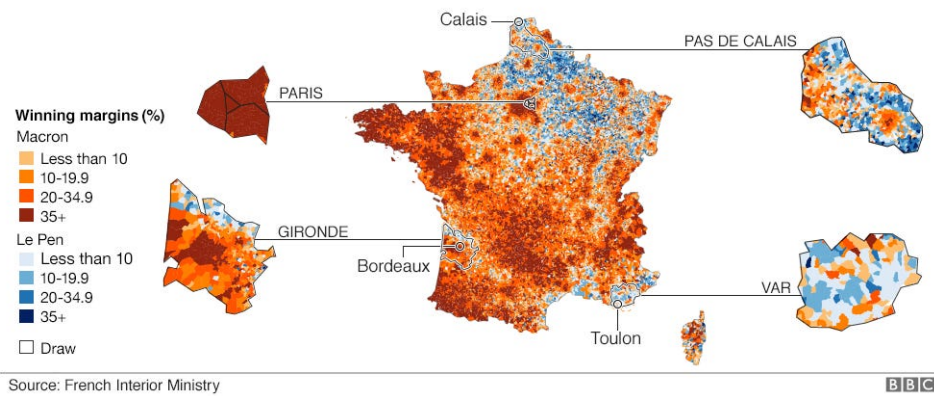 Calais
PAS DE CALAIS
PARIS
Winning margins (%)
Macron
Less than 10
10-19.9
20-34.9
35+
Le Pen
Less than 10
10-19.9
20-34.9
35+
Draw
GIRONDE
Bordeaux
VAR
Toulon
Source: French Interior Ministry
BBC